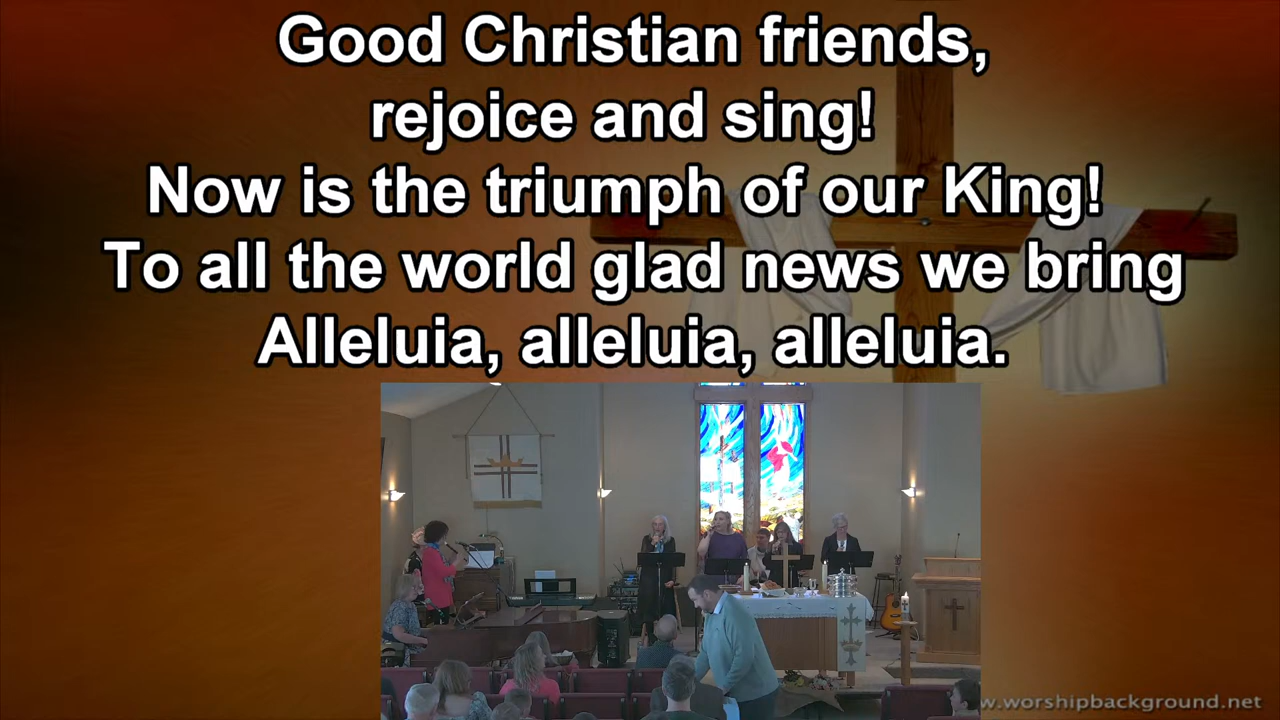 Good Christian friends,
rejoice and sing!
Now is the triumph of our King!
To all the world glad news we bring
Alleluia, alleluia, alleluia.
w.worshipbackground.net